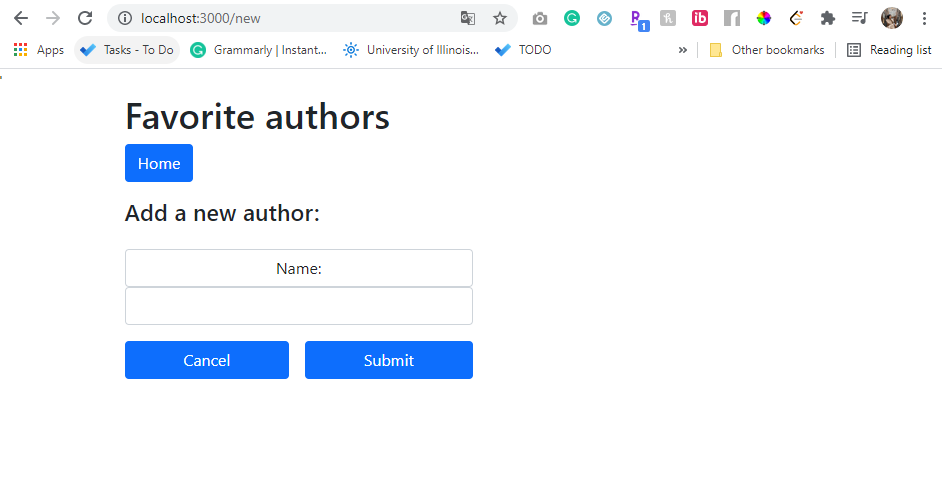 localhost:3000/new
1
Apps Tasks - To Do Grammarly | Instant... University of Illinois... TODO » Other bookmarks Reading list
Favorite authors
Home
Add a new author:
Name:
Cancel Submit